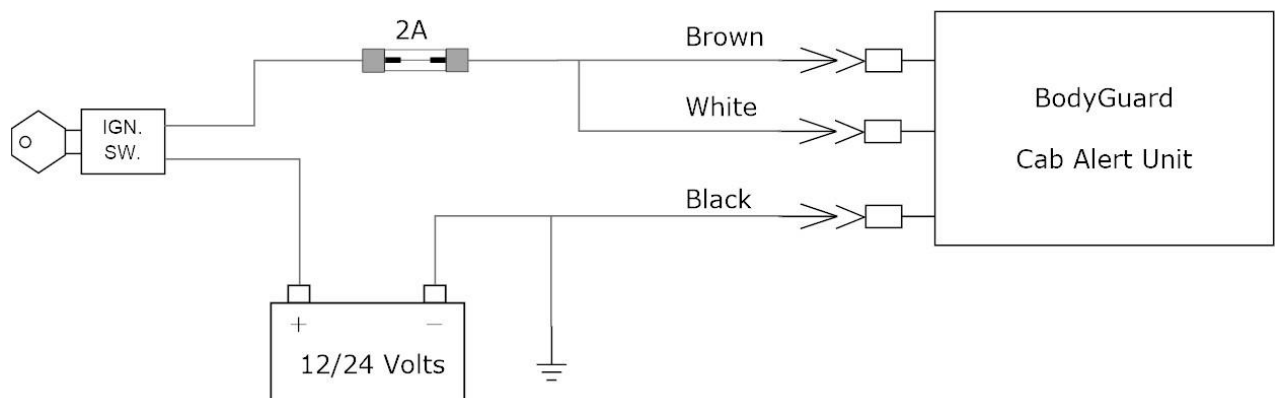 2A
Brown
White
Black
IGN.
SW.
BodyGuard
Cab Alert Unit
+ −
12/24 Volts